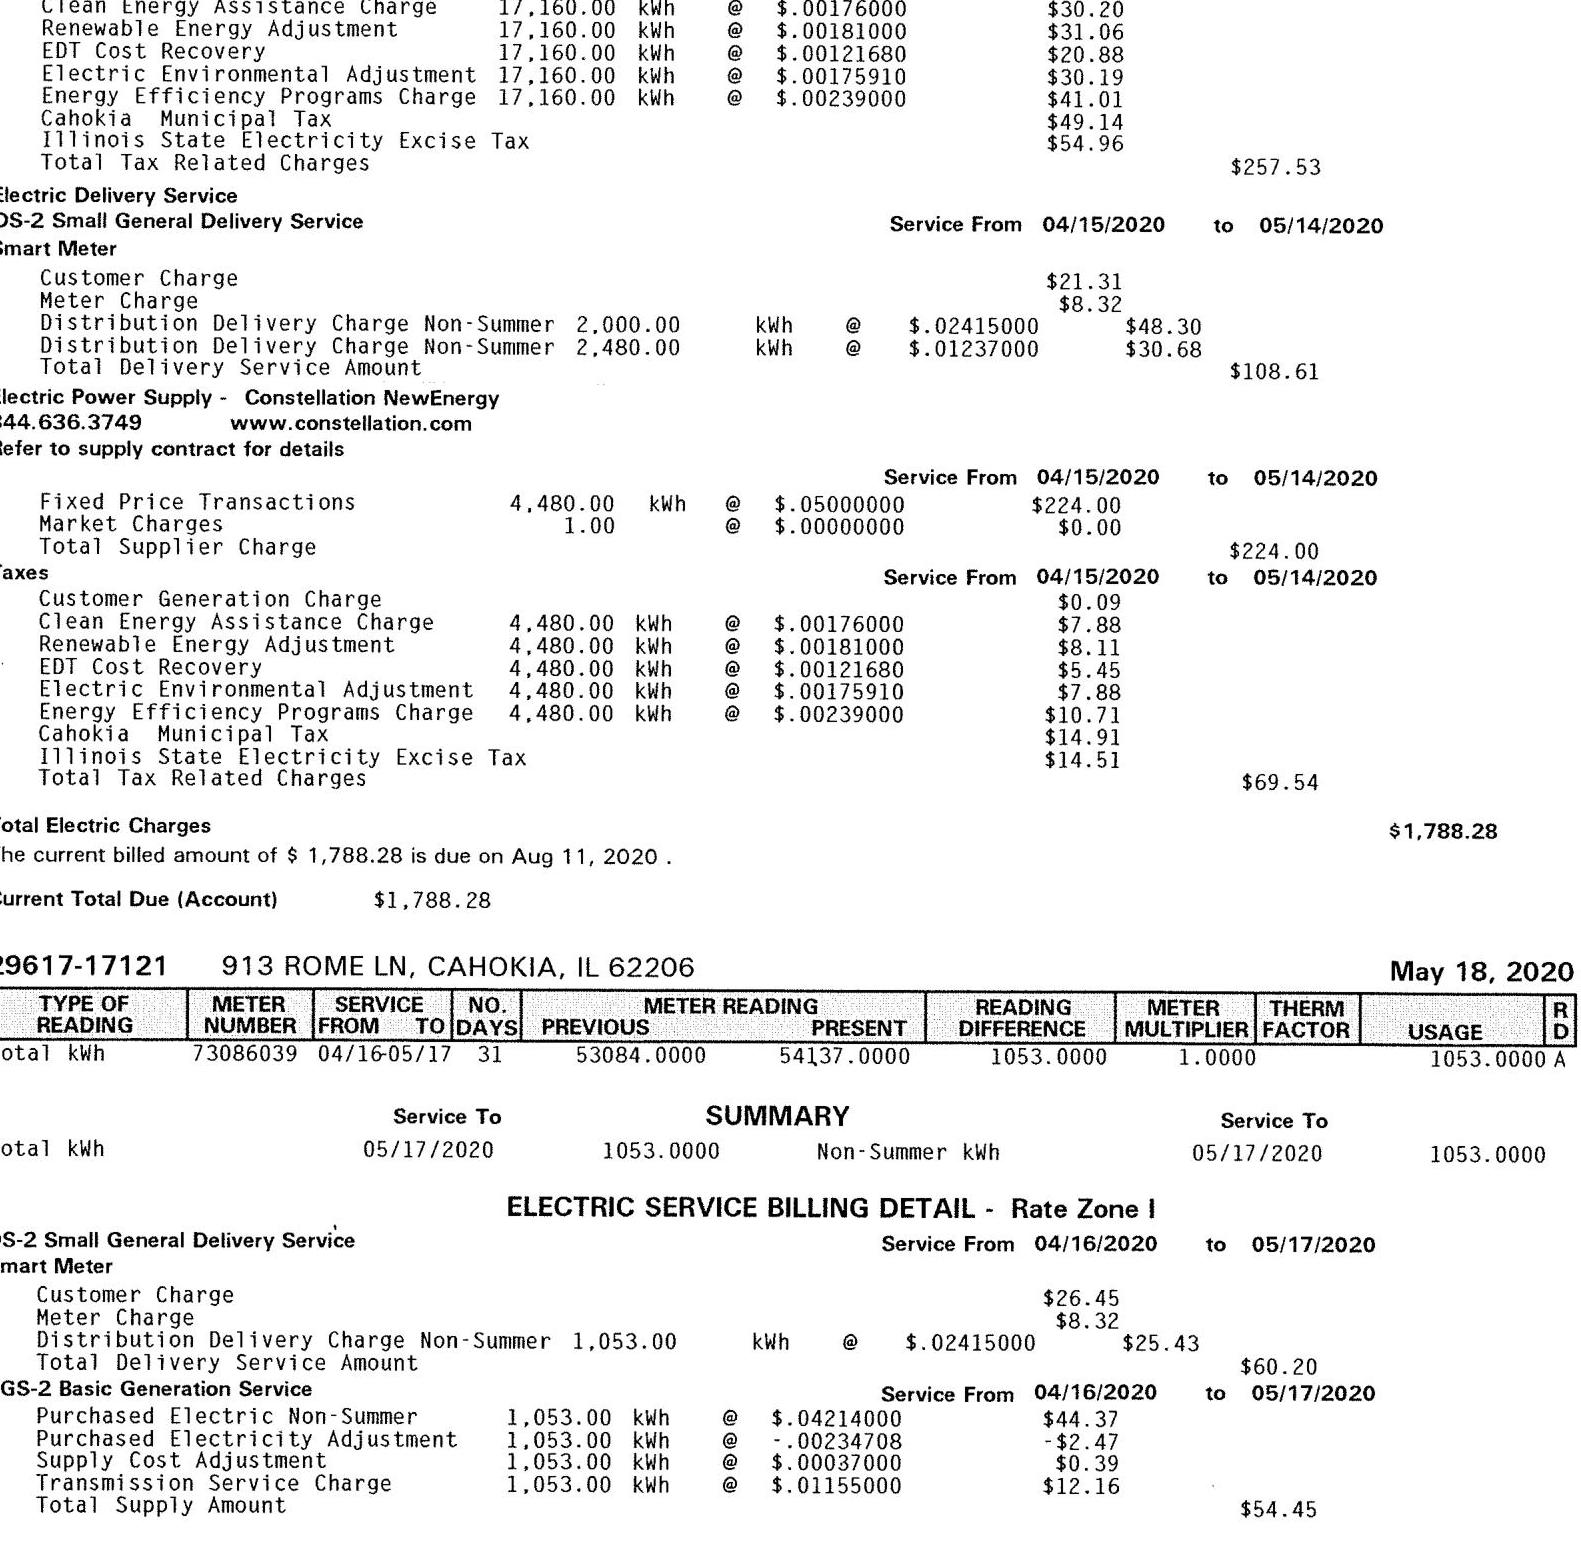 Clean Energy Assistance Charge 17,160.00 kWh @ $.00176000 $30.20
Renewable Energy Adjustment 17,160.00 kWh @ $.00181000 $31.06
EDT Cost Recovery 17,160.00 kWh @ $.00121680 $20.88
Electric Environmental Adjustment 17,160.00 kWh @ $.00175910 $30.19
Energy Efficiency Programs Charge 17,160.00 kWh @ $.00239000 $41.01
Cahokia Municipal Tax $49.14
Illinois State Electricity Excise Tax $54.96
Total Tax Related Charges $257.53
Electric Delivery Service
DS-2 Small General Delivery Service Service From 04/15/2020 to 05/14/2020
Smart Meter
Customer Charge $21.31
Meter Charge $8.32
Distribution Delivery Charge Non-Summer 2,000.00 kWh @ $.02415000 $48.30
Distribution Delivery Charge Non-Summer 2,480.00 kWh @ $.01237000 $30.68
Total Delivery Service Amount $108.61
lectric Power Supply - Constellation NewEnergy
844.636.3749 www.constellation.com
Refer to supply contract for details
Service From 04/15/2020 to 05/14/2020
Fixed Price Transactions 4,480.00 kWh @ $.05000000 $224.00
Market Charges 1.00 @ $.00000000 $0.00
Total Supplier Charge $224.00
Taxes Service From 04/15/2020 to 05/14/2020
Customer Generation Charge $0.09
Clean Energy Assistance Charge 4,480.00 kWh @ $.00176000 $7.88
Renewable Energy Adjustment 4,480.00 kWh @ $.00181000 $8.11
EDT Cost Recovery 4,480.00 kWh @ $.00121680 $5.45
Electric Environmental Adjustment 4,480.00 kWh @ $.00175910 $7.88
Energy Efficiency Programs Charge 4,480.00 kWh @ $.00239000 $10.71
Cahokia Municipal Tax $14.91
Illinois State Electricity Excise Tax $14.51
Total Tax Related Charges $69.54
otal Electric Charges $1,788.28
he current billed amount of $ 1,788.28 is due on Aug 11, 2020 .
Current Total Due (Account) $1,788.28
29617-17121 913 ROME LN, CAHOKIA, IL 62206 May 18, 2020
TYPE OF METER SERVICE NO. METER READING READING METER THERM R
READING NUMBER FROM TO DAYS PREVIOUS PRESENT DIFFERENCE MULTIPLIER FACTOR USAGE D
otal kWh 73086039 04/16-05/17 31 53084.0000 54137.0000 1053.0000 1.0000 1053.0000 A
Service To SUMMARY Service To
otal kWh 05/17/2020 1053.0000 Non-Summer kWh 05/17/2020 1053.0000
ELECTRIC SERVICE BILLING DETAIL - Rate Zone I
S-2 Small General Delivery Service Service From 04/16/2020 to 05/17/2020
mart Meter
Customer Charge $26.45
Meter Charge $8.32
Distribution Delivery Charge Non-Summer 1,053.00 kWh @ $.02415000 $25.43
Total Delivery Service Amount $60.20
GS-2 Basic Generation Service Service From 04/16/2020 to 05/17/2020
Purchased Electric Non-Summer 1,053.00 kWh @ $.04214000 $44.37
Purchased Electricity Adjustment 1,053.00 kWh @ -.00234708 -$2.47
Supply Cost Adjustment 1,053.00 kWh @ $.00037000 $0.39
Transmission Service Charge 1,053.00 kWh @ $.01155000 $12.16
Total Supply Amount $54.45